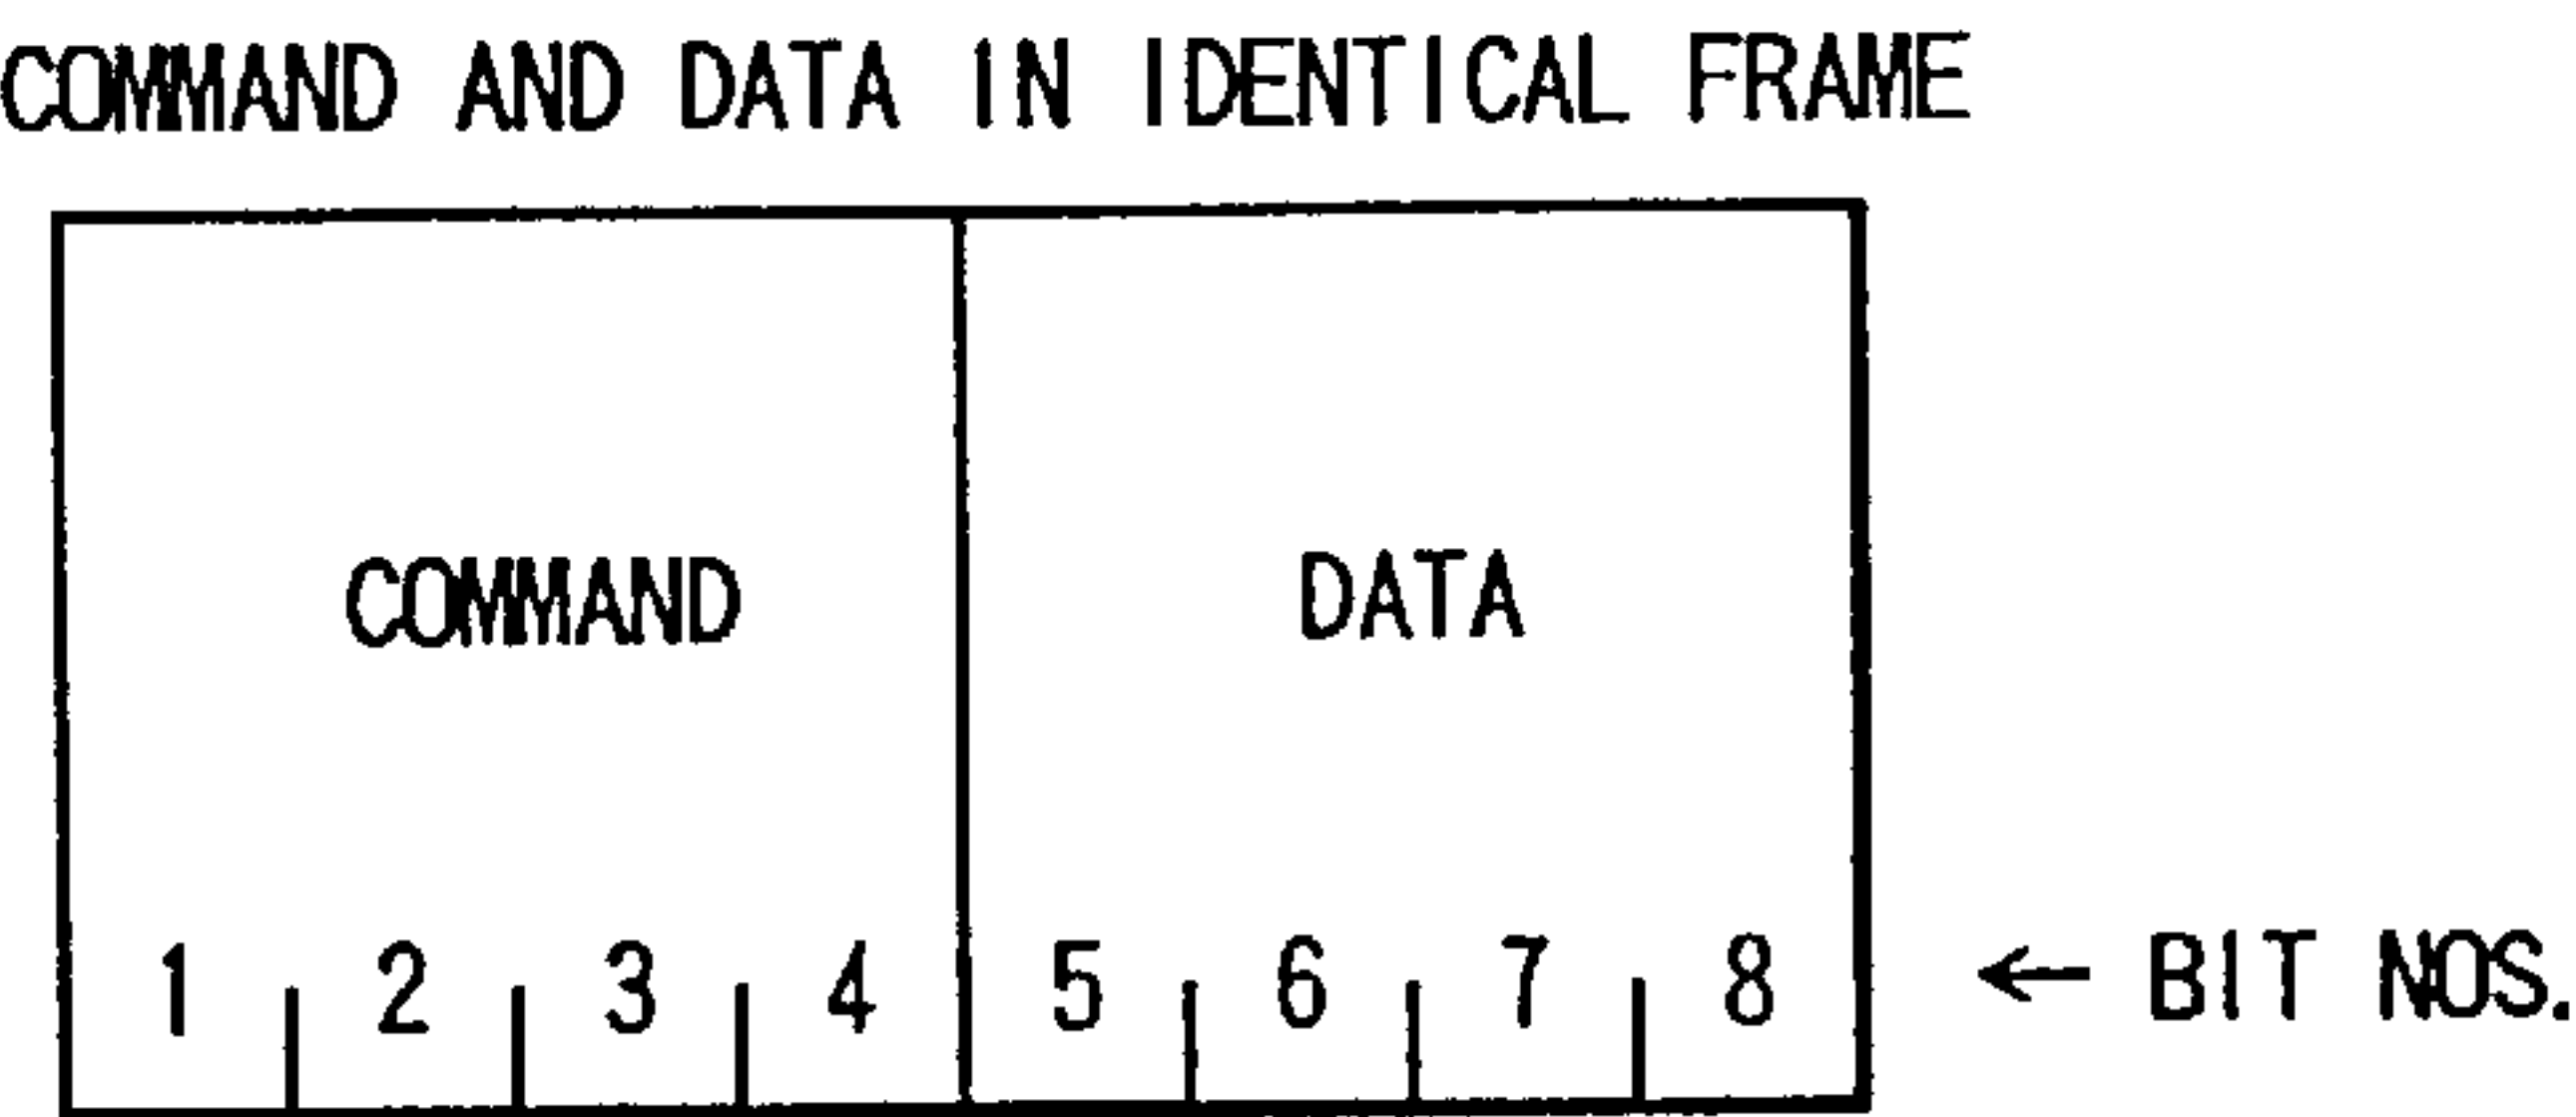 COMMAND AND DATA IN IDENTICAL FRAME
COMMAND DATA
1 2 3 4 5 6 7 8 ← BIT NOS.